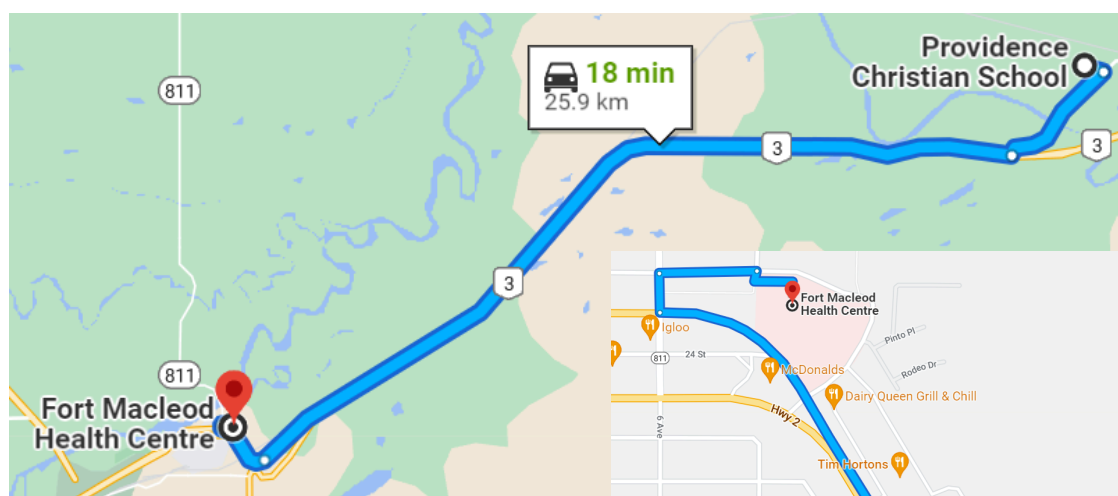 811
18 min
25.9 km
Providence
Christian School
3
3
3
811
Fort Macleod
Health Centre
Fort Macleod
Health Centre
Igloo
811
24 St
McDonalds
Pinto Pl
Rodeo Dr
Dairy Queen Grill & Chill
6 Ave
Hwy 2
Tim Hortons